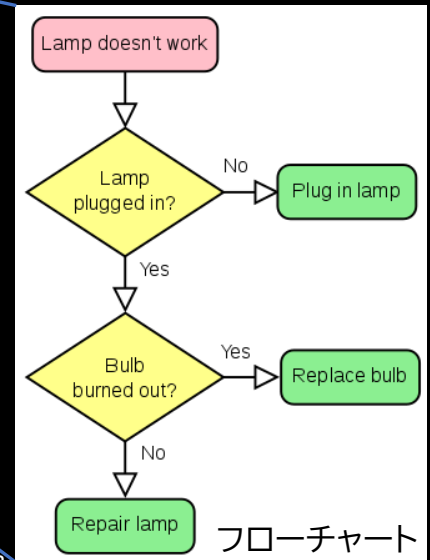 Lamp doesn't work
Lamp
plugged in?
No
Plug in lamp
Yes
Bulb
burned out?
Yes
Replace bulb
No
Repair lamp
フローチャート